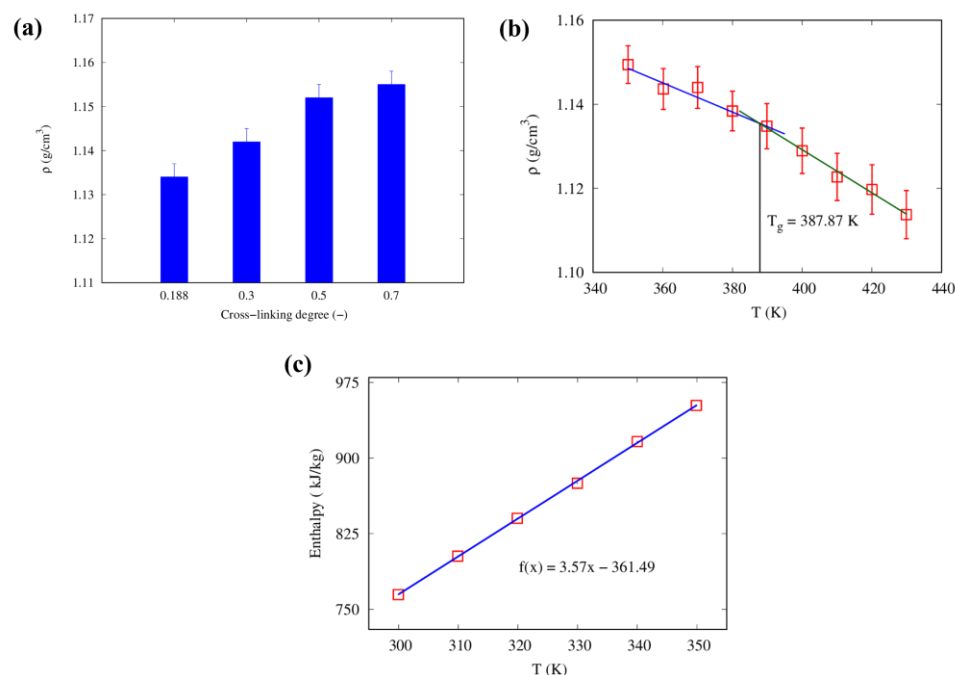 (a)
1.17
1.16
1.15
1.14
1.13
1.12
1.11
ρ (g/cm³)
0.188 0.3 0.5 0.7
Cross−linking degree (−)
(b)
1.16
1.14
1.12
1.10
ρ (g/cm³)
T_g = 387.87 K
340 360 380 400 420 440
T (K)
(c)
975
900
825
750
Enthalpy ( kJ/kg)
f(x) = 3.57x − 361.49
300 310 320 330 340 350
T (K)